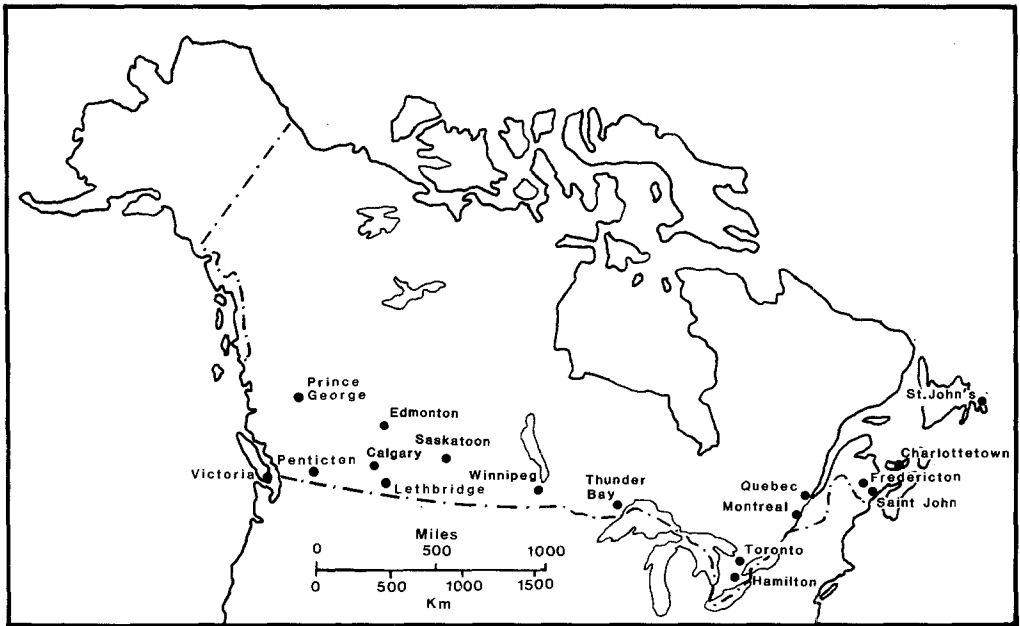 Prince
George
Edmonton
Saskatoon
Calgary
Penticton
Victoria
Lethbridge
Winnipeg
Thunder
Bay
St. John's
Charlottetown
Fredericton
Saint John
Quebec
Montreal
Toronto
Hamilton
Miles
0 500 1000
0 500 1000 1500
Km